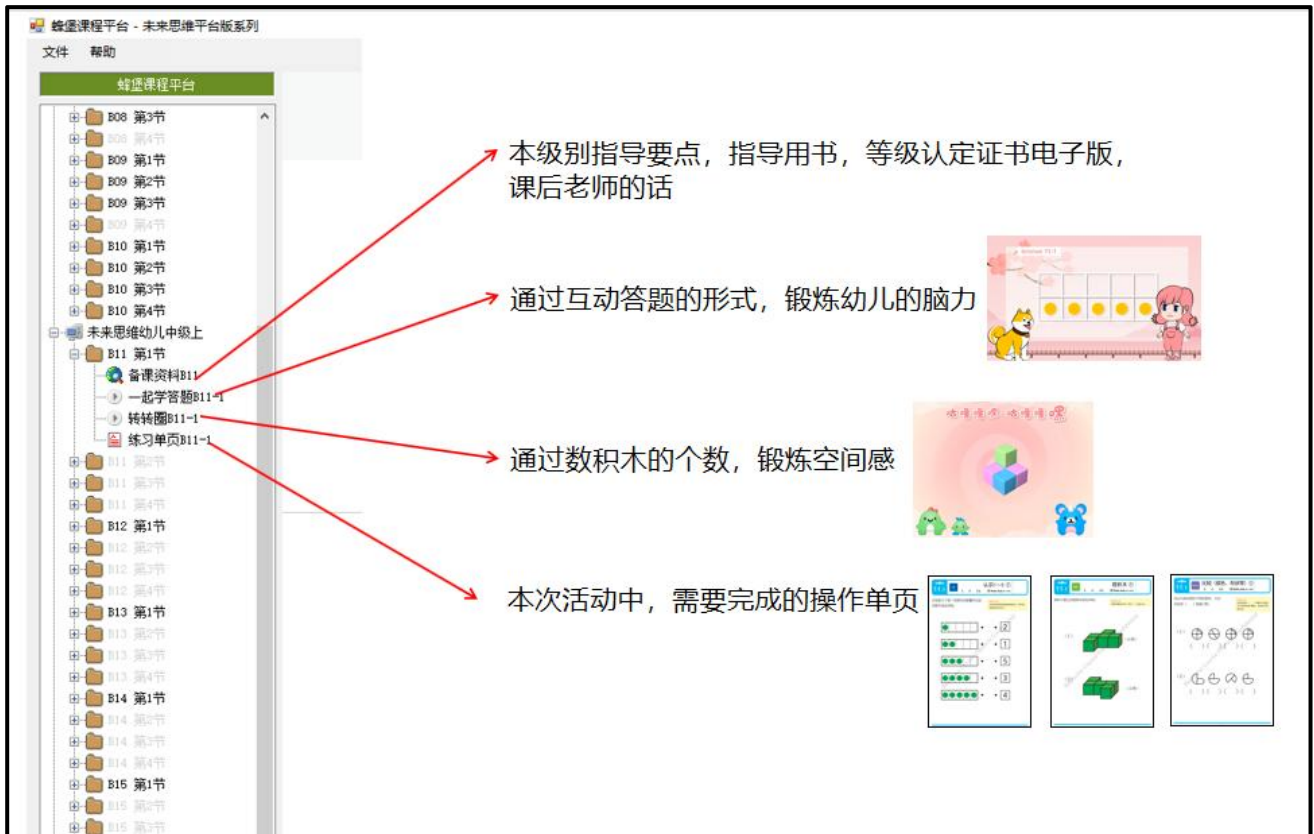 蜂堡课程平台 - 未来思维平台版系列
文件 帮助
蜂堡课程平台
B08 第3节
B08 第4节
B09 第1节
B09 第2节
B09 第3节
B09 第4节
B10 第1节
B10 第2节
B10 第3节
B10 第4节
未来思维幼儿中级上
B11 第1节
备课资料B11
一起学答题B11-1
转转圈B11-1
练习单页B11-1
B11 第2节
B11 第3节
B11 第4节
B12 第1节
B12 第2节
B12 第3节
B12 第4节
B13 第1节
B13 第2节
B13 第3节
B13 第4节
B14 第1节
B14 第2节
B14 第3节
B14 第4节
B15 第1节
B15 第2节
B15 第3节
本级别指导要点，指导用书，等级认定证书电子版，
课后老师的话
通过互动答题的形式，锻炼幼儿的脑力
通过数积木的个数，锻炼空间感
咕噜噜个 咕噜噜嘿
本次活动中，需要完成的操作单页
2
1
5
3
4